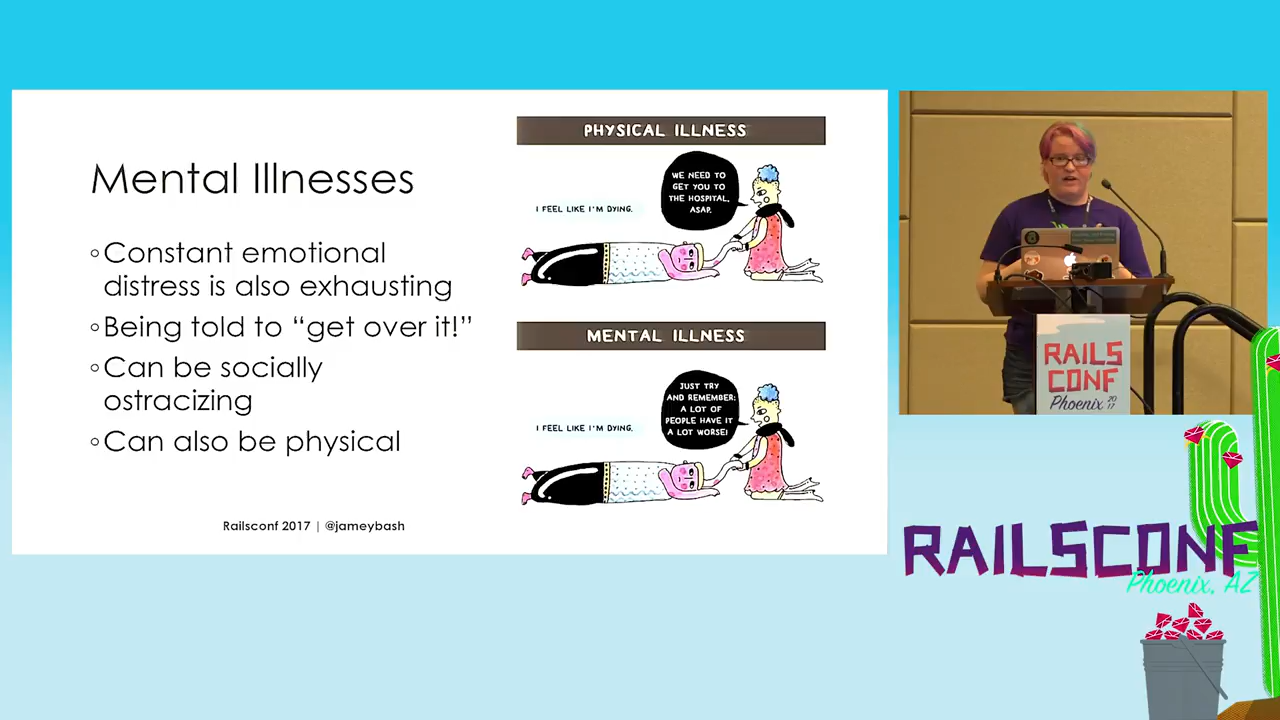 Mental Illnesses
◦Constant emotional
distress is also exhausting
◦Being told to “get over it!”
◦Can be socially
ostracizing
◦Can also be physical
Railsconf 2017 | @jameybash
PHYSICAL ILLNESS
I FEEL LIKE I'M DYING.
WE NEED TO
GET YOU TO
THE HOSPITAL,
ASAP.
MENTAL ILLNESS
I FEEL LIKE I'M DYING.
JUST TRY
AND REMEMBER:
A LOT OF
PEOPLE HAVE IT
A LOT WORSE!
RAILS
CONF
Phoenix 20
17
RAILSCONF
Phoenix, AZ